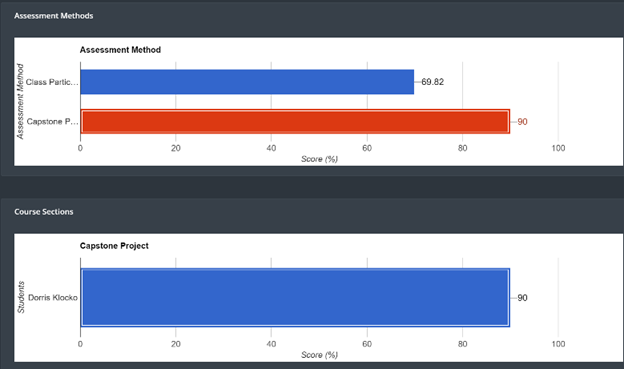 Assessment Methods
Assessment Method
Assessment Method
Class Partic...
69.82
Capstone P...
90
0 20 40 60 80 100
Score (%)
Course Sections
Capstone Project
Students
Dorris Klocko
90
0 20 40 60 80 100
Score (%)